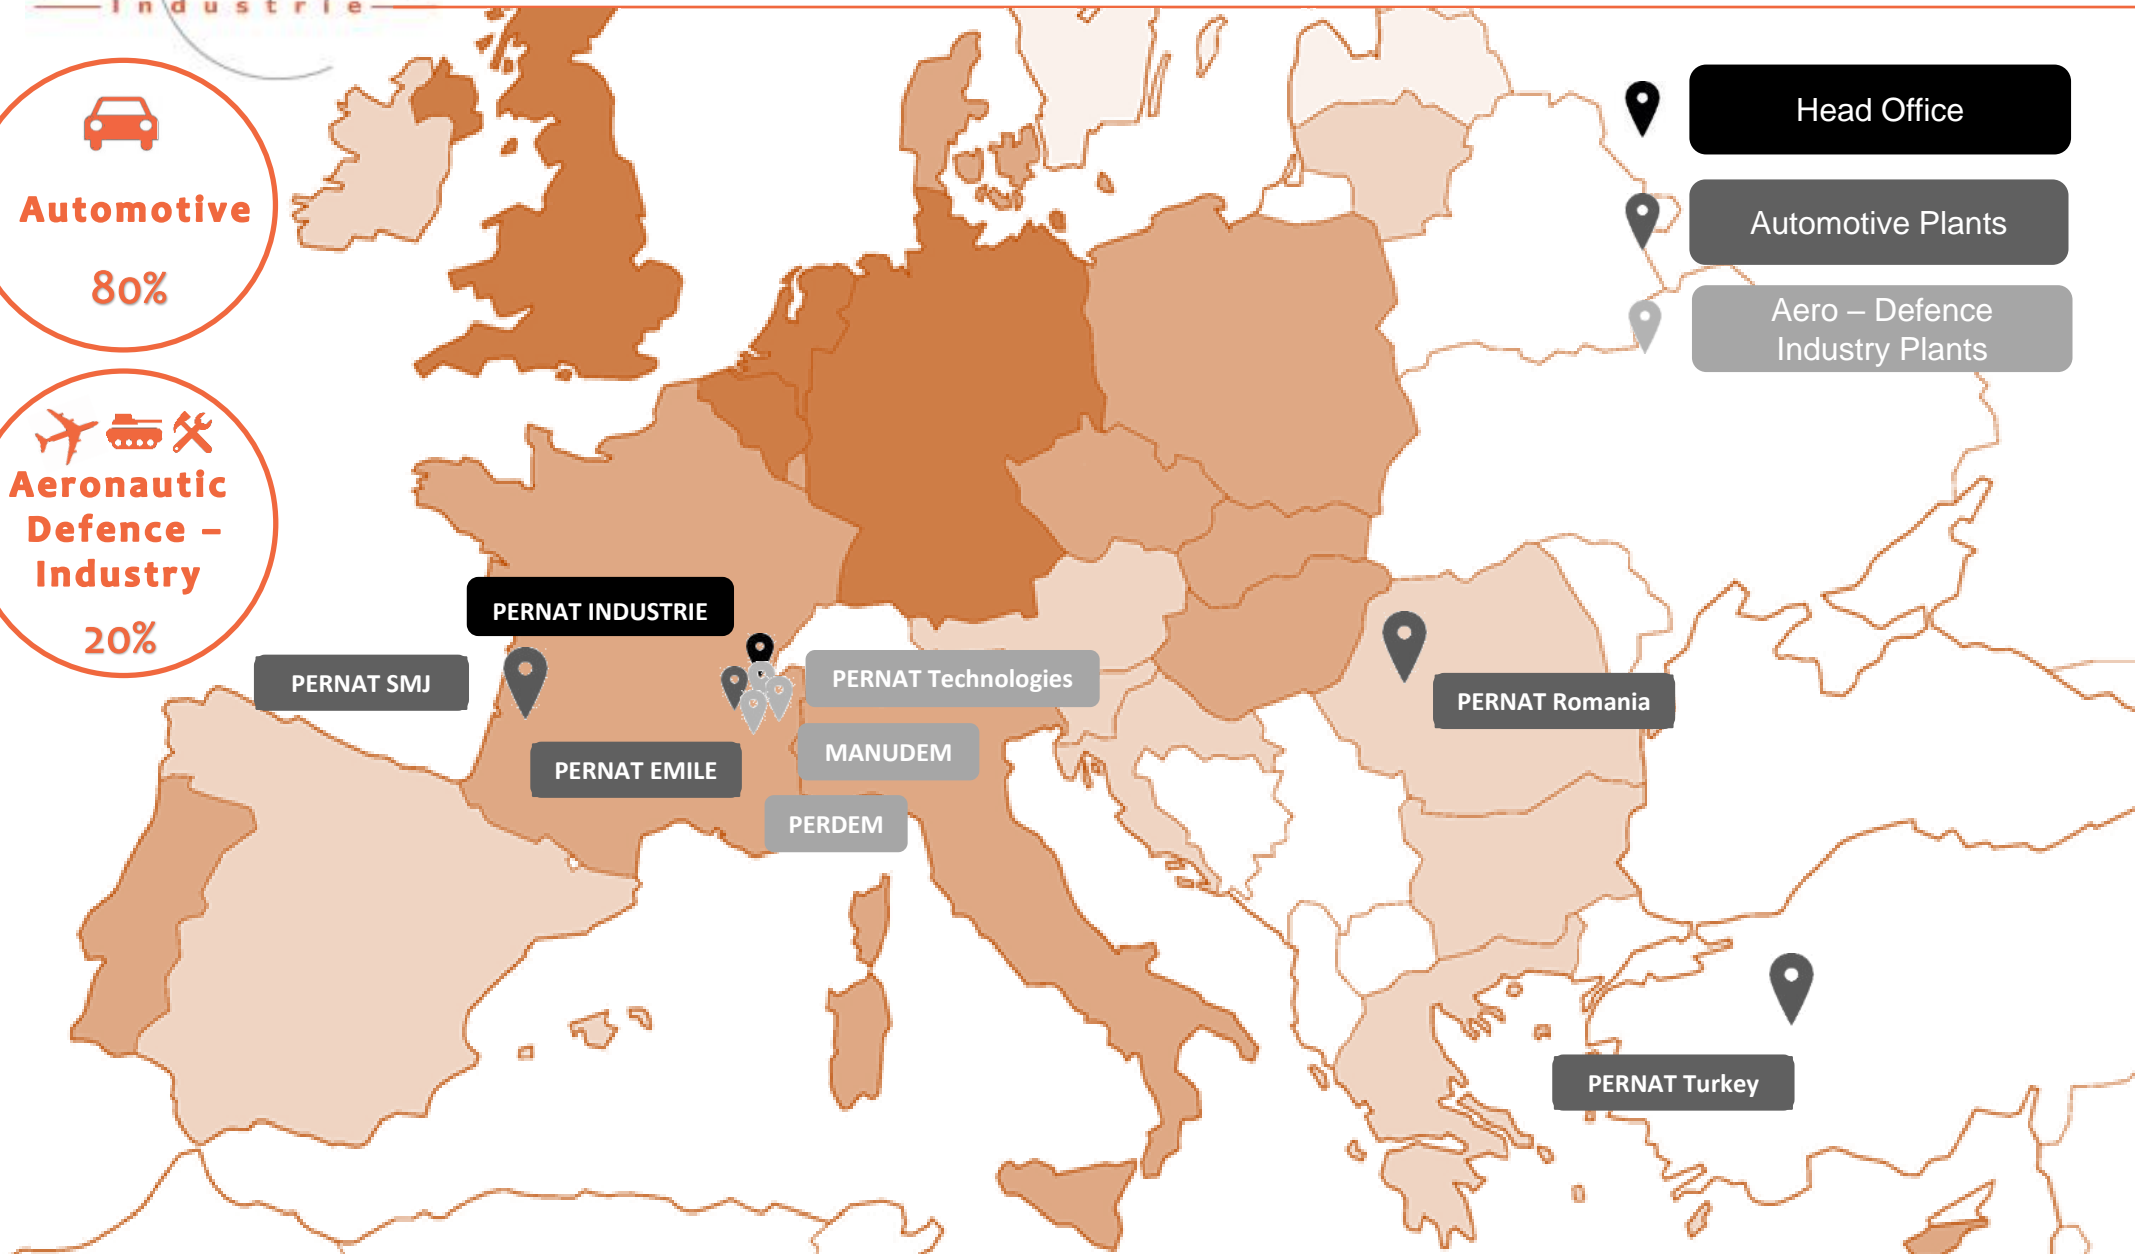 Industrie
Automotive
80%
Aeronautic
Defence –
Industry
20%
Head Office
Automotive Plants
Aero – Defence
Industry Plants
PERNAT INDUSTRIE
PERNAT SMJ
PERNAT Technologies
PERNAT Romania
MANUDEM
PERNAT EMILE
PERDEM
PERNAT Turkey